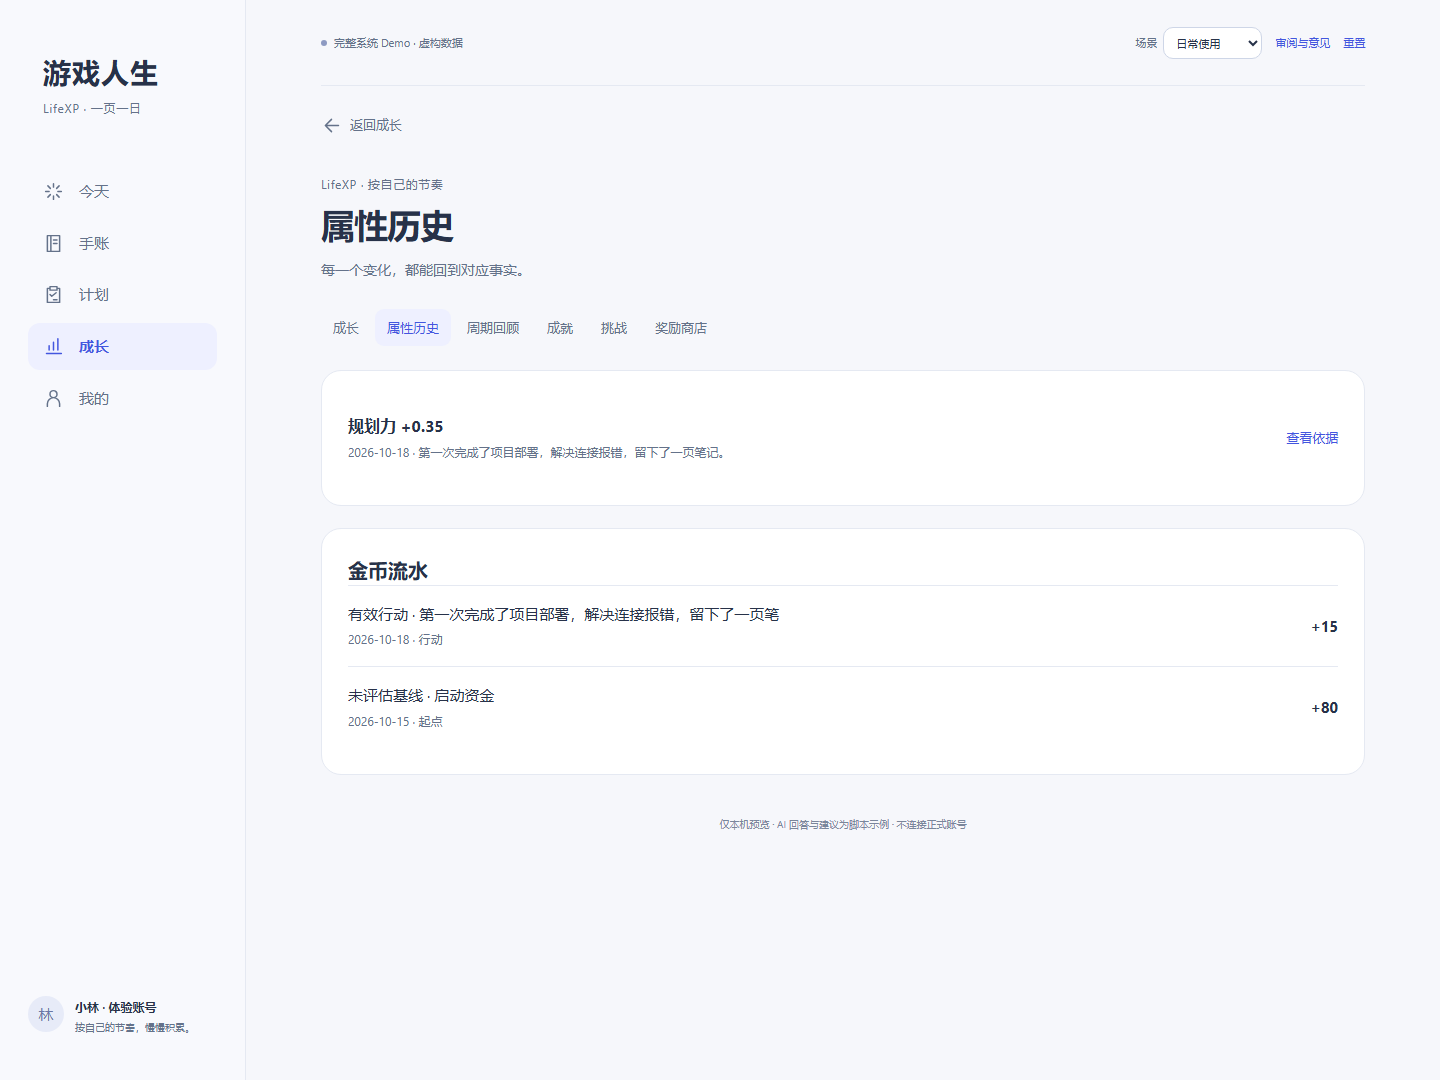 游戏人生
LifeXP · 一页一日
今天
手账
计划
成长
我的
林
小林 · 体验账号
按自己的节奏，慢慢积累。
完整系统 Demo · 虚构数据
场景
日常使用
审阅与意见
重置
返回成长
LifeXP · 按自己的节奏
属性历史
每一个变化，都能回到对应事实。
成长
属性历史
周期回顾
成就
挑战
奖励商店
规划力 +0.35
2026-10-18 · 第一次完成了项目部署，解决连接报错，留下了一页笔记。
查看依据
金币流水
有效行动 · 第一次完成了项目部署，解决连接报错，留下了一页笔
2026-10-18 · 行动
+15
未评估基线 · 启动资金
2026-10-15 · 起点
+80
仅本机预览 · AI 回答与建议为脚本示例 · 不连接正式账号